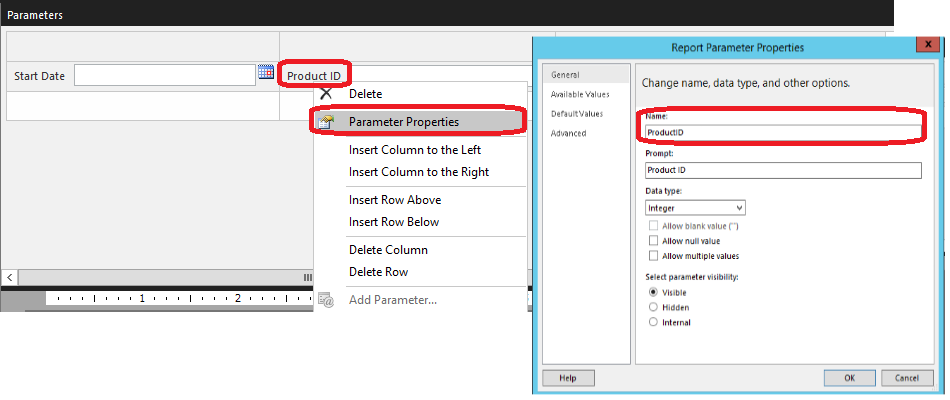 Parameters
Start Date
Product ID
Delete
Parameter Properties
Insert Column to the Left
Insert Column to the Right
Insert Row Above
Insert Row Below
Delete Column
Delete Row
Add Parameter...
1
2
Report Parameter Properties
x
General
Available Values
Default Values
Advanced
Change name, data type, and other options.
Name:
ProductID
Prompt:
Product ID
Data type:
Integer
Allow blank value ("")
Allow null value
Allow multiple values
Select parameter visibility:
Visible
Hidden
Internal
Help
OK
Cancel